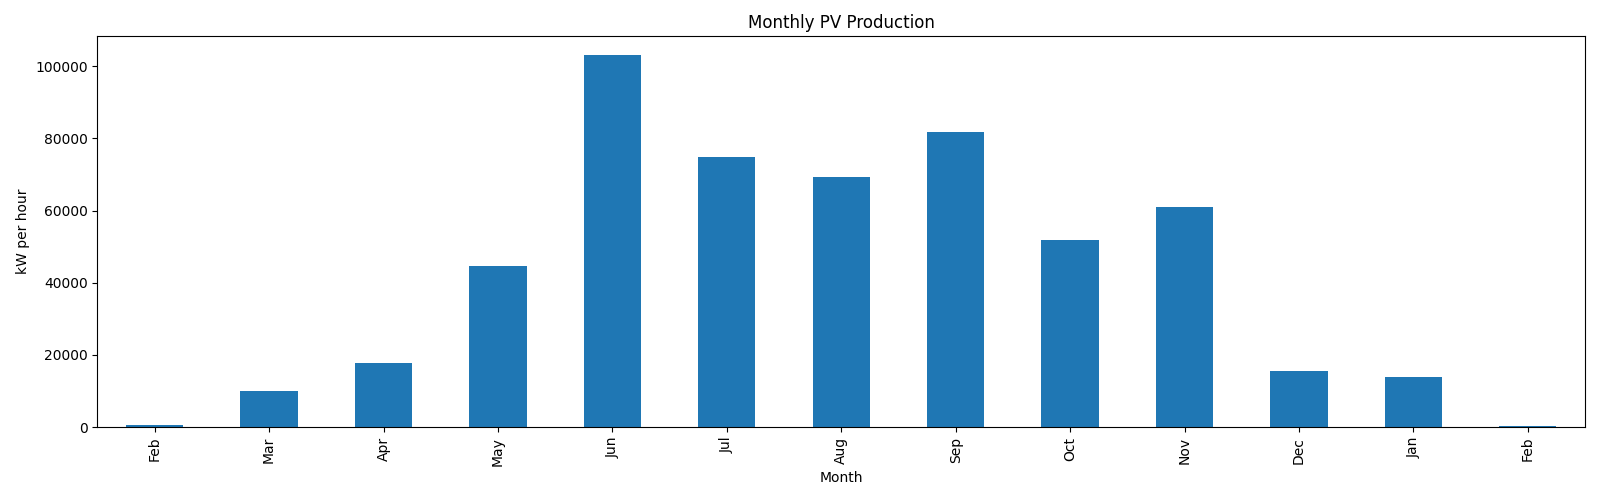 Monthly PV Production
kW per hour
100000
80000
60000
40000
20000
0
Feb
Mar
Apr
May
Jun
Jul
Aug
Sep
Oct
Nov
Dec
Jan
Feb
Month